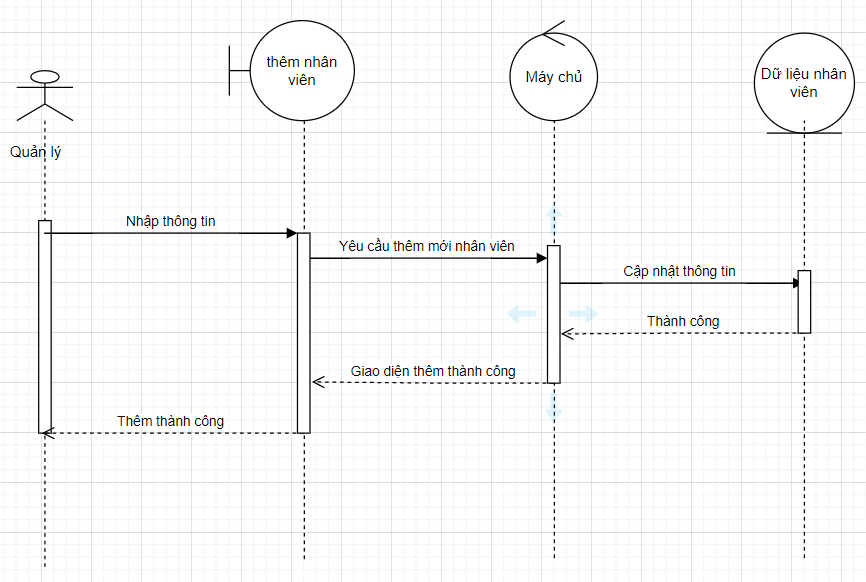 thêm nhân
viên
Máy chủ
Dữ liệu nhân
viên
Quản lý
Nhập thông tin
Yêu cầu thêm mới nhân viên
Cập nhật thông tin
Thành công
Giao diện thêm thành công
Thêm thành công